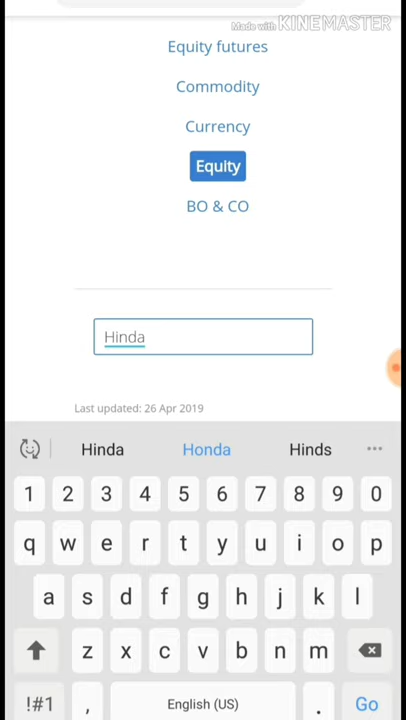 Made with KINEMASTER
Equity futures
Commodity
Currency
Equity
BO & CO
Hinda
Last updated: 26 Apr 2019
Hinda Honda Hinds ...
1 2 3 4 5 6 7 8 9 0
q w e r t y u i o p
a s d f g h j k l
z x c v b n m
!#1 , English (US) . Go